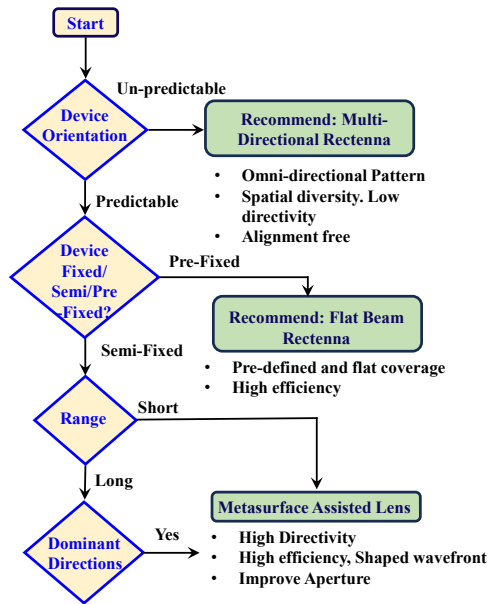 Start
Un-predictable
Device
Orientation
Recommend: Multi-
Directional Rectenna
• Omni-directional Pattern
• Spatial diversity. Low
directivity
• Alignment free
Predictable
Device
Fixed/
Semi/Pre
-Fixed?
Pre-Fixed
Recommend: Flat Beam
Rectenna
• Pre-defined and flat coverage
• High efficiency
Semi-Fixed
Range
Short
Long
Metasurface Assisted Lens
• High Directivity
• High efficiency, Shaped wavefront
• Improve Aperture
Dominant
Directions
Yes